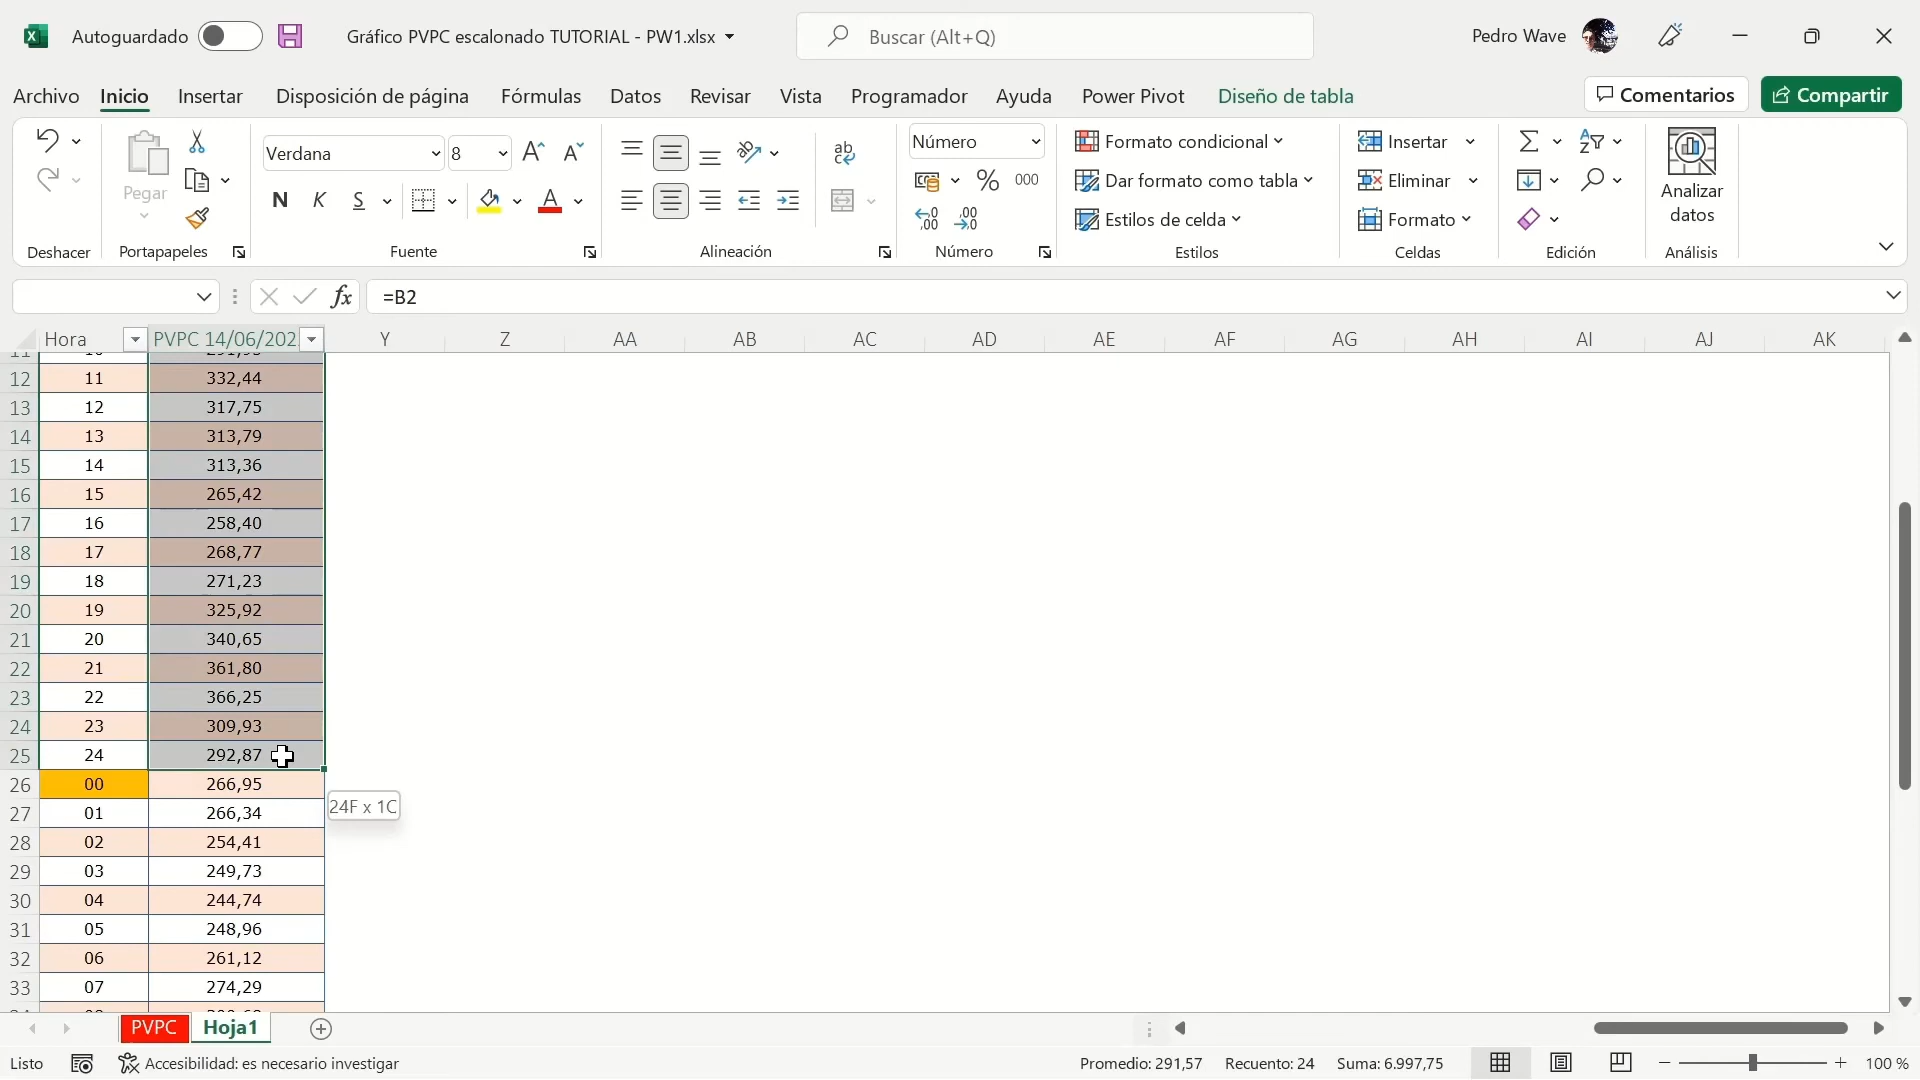 Autoguardado Gráfico PVPC escalonado TUTORIAL - PW1.xlsx Buscar (Alt+Q) Pedro Wave
Archivo Inicio Insertar Disposición de página Fórmulas Datos Revisar Vista Programador Ayuda Power Pivot Diseño de tabla Comentarios Compartir
Pegar
Verdana 8
N K S
ab
Número
% 000
Formato condicional
Dar formato como tabla
Estilos de celda
Insertar
Eliminar
Formato
Analizar
datos
Deshacer Portapapeles Fuente Alineación Número Estilos Celdas Edición Análisis
fx =B2
Hora PVPC 14/06/202 Y Z AA AB AC AD AE AF AG AH AI AJ AK
12 11 332,44
13 12 317,75
14 13 313,79
15 14 313,36
16 15 265,42
17 16 258,40
18 17 268,77
19 18 271,23
20 19 325,92
21 20 340,65
22 21 361,80
23 22 366,25
24 23 309,93
25 24 292,87
26 00 266,95
27 01 266,34
24F x 1C
28 02 254,41
29 03 249,73
30 04 244,74
31 05 248,96
32 06 261,12
33 07 274,29
PVPC Hoja1
Listo Accesibilidad: es necesario investigar Promedio: 291,57 Recuento: 24 Suma: 6.997,75 100 %